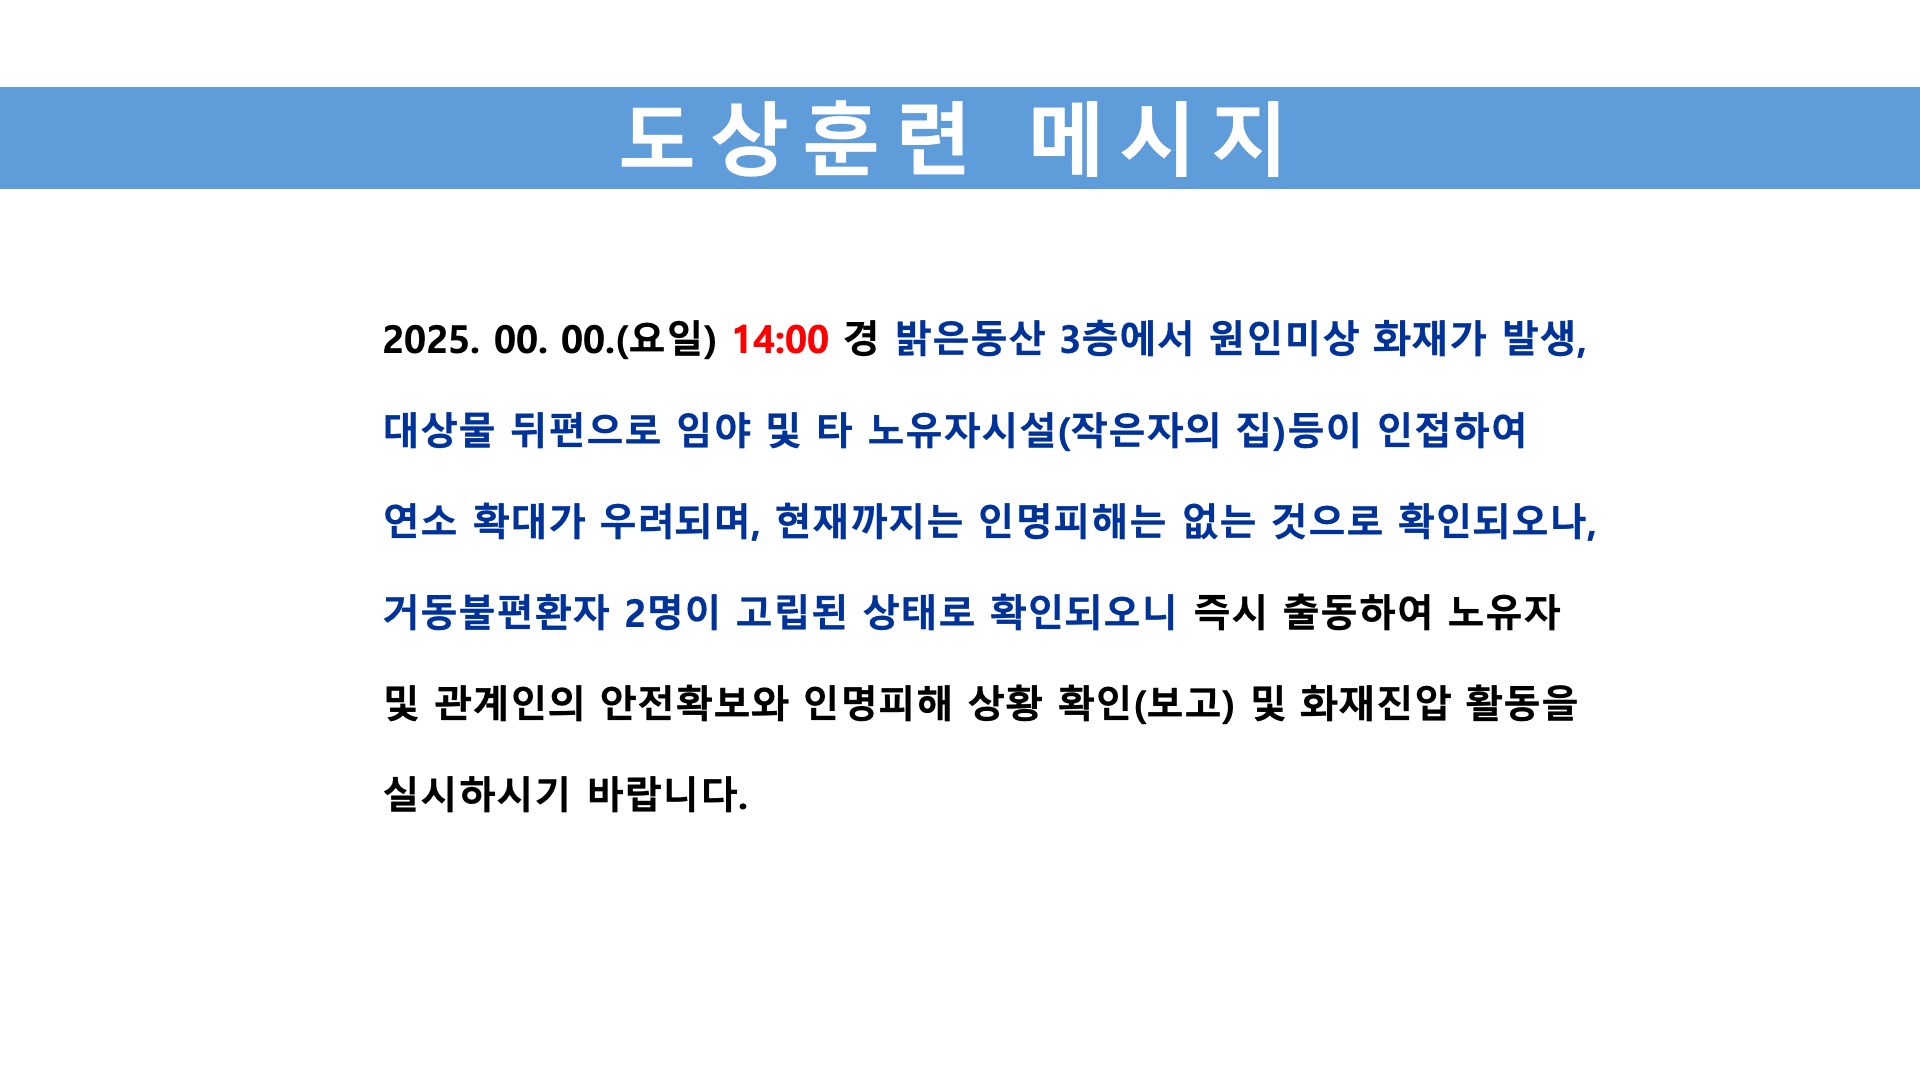 도상훈련 메시지
2025. 00. 00.(요일) 14:00 경 밝은동산 3층에서 원인미상 화재가 발생,
대상물 뒤편으로 임야 및 타 노유자시설(작은자의 집)등이 인접하여
연소 확대가 우려되며, 현재까지는 인명피해는 없는 것으로 확인되오나,
거동불편환자 2명이 고립된 상태로 확인되오니 즉시 출동하여 노유자
및 관계인의 안전확보와 인명피해 상황 확인(보고) 및 화재진압 활동을
실시하시기 바랍니다.